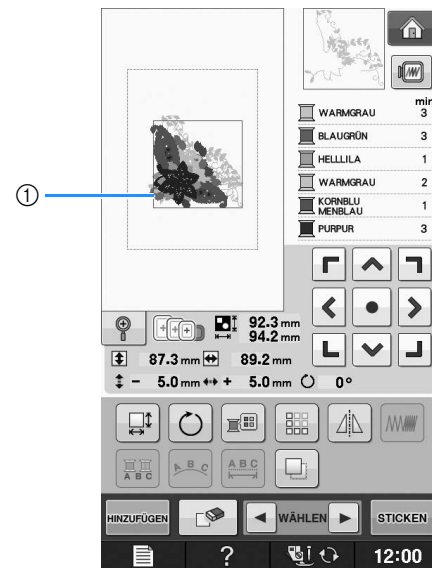 min
WARMGRAU 3
BLAUGRÜN 3
HELLLILA 1
WARMGRAU 2
KORNBLU
MENBLAU 1
PURPUR 3
①
92.3 mm
94.2 mm
87.3 mm 89.2 mm
- 5.0 mm + 5.0 mm 0°
A B C A B C A B C
HINZUFÜGEN WÄHLEN STICKEN
? 12:00